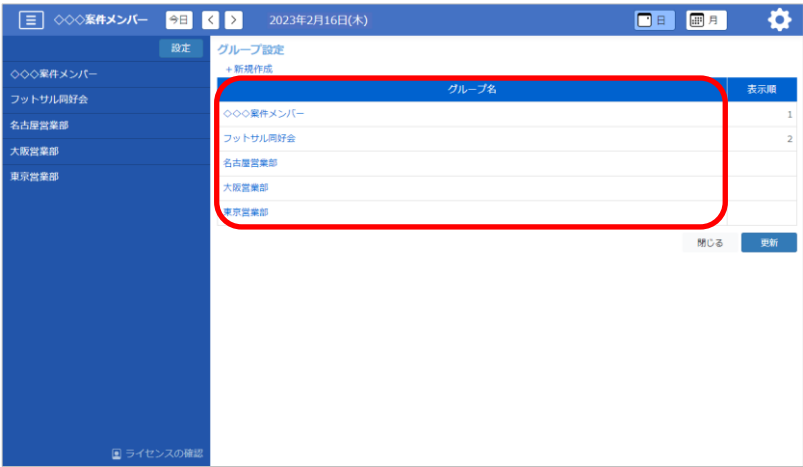 ◇◇◇案件メンバー 今日 2023年2月16日(木) 日 月
設定
◇◇◇案件メンバー
フットサル同好会
名古屋営業部
大阪営業部
東京営業部
ライセンスの確認
グループ設定
+新規作成
グループ名 表示順
◇◇◇案件メンバー 1
フットサル同好会 2
名古屋営業部
大阪営業部
東京営業部
閉じる 更新